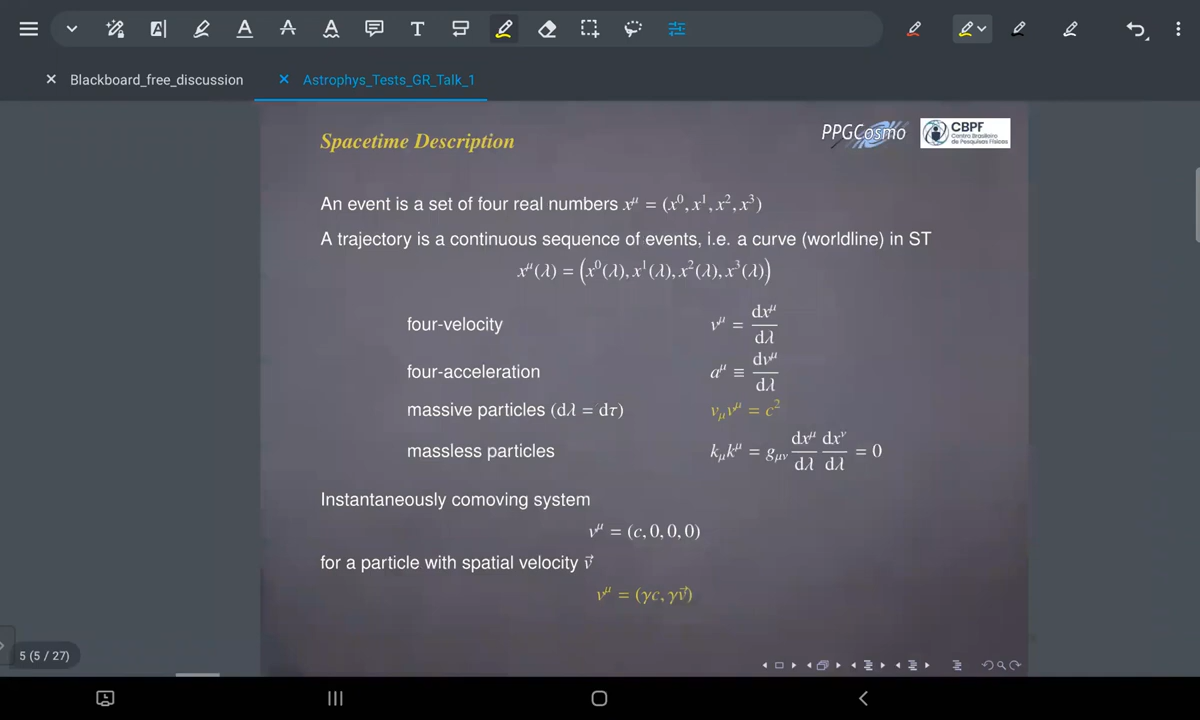 Blackboard_free_discussion
Astrophys_Tests_GR_Talk_1
Spacetime Description
PPGCosmo
CBPF
Centro Brasileiro
de Pesquisas Físicas
An event is a set of four real numbers x^μ = (x^0, x^1, x^2, x^3)
A trajectory is a continuous sequence of events, i.e. a curve (worldline) in ST
x^μ(λ) = (x^0(λ), x^1(λ), x^2(λ), x^3(λ))
four-velocity v^μ = dx^μ/dλ
four-acceleration a^μ ≡ dv^μ/dλ
massive particles (dλ = dτ) v_μ v^μ = c^2
massless particles k_μ k^μ = g_μν dx^μ/dλ dx^ν/dλ = 0
Instantaneously comoving system
v^μ = (c, 0, 0, 0)
for a particle with spatial velocity v⃗
v^μ = (γc, γv⃗)
5 (5 / 27)